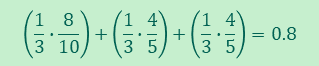 (1/3 · 8/10) + (1/3 · 4/5) + (1/3 · 4/5) = 0.8